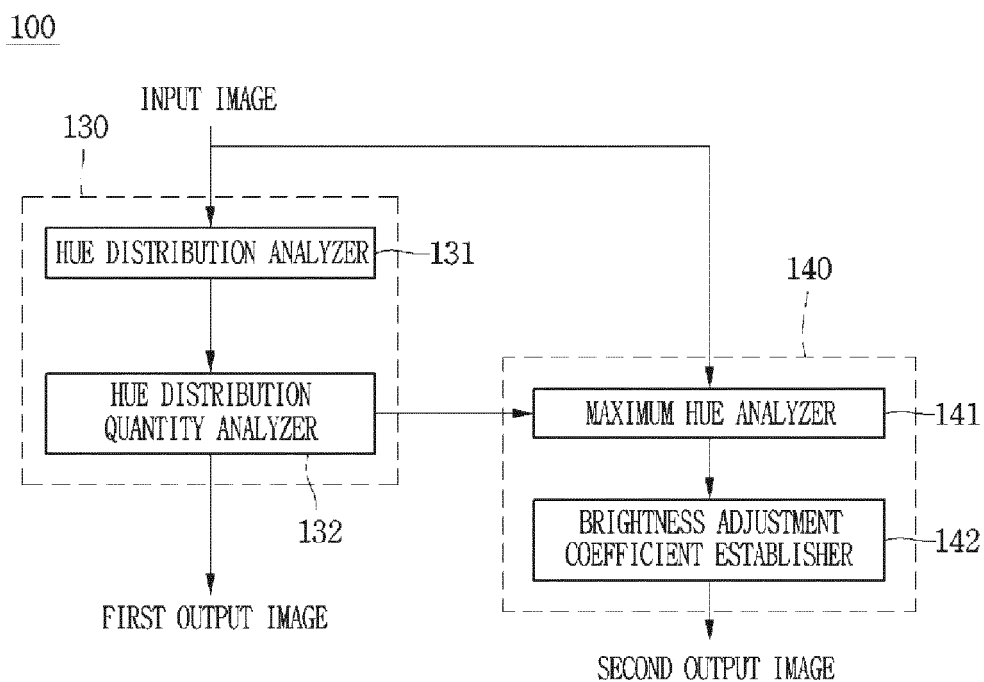 100
INPUT IMAGE
130
HUE DISTRIBUTION ANALYZER
131
140
HUE DISTRIBUTION
QUANTITY ANALYZER
MAXIMUM HUE ANALYZER
141
132
BRIGHTNESS ADJUSTMENT
COEFFICIENT ESTABLISHER
142
FIRST OUTPUT IMAGE
SECOND OUTPUT IMAGE